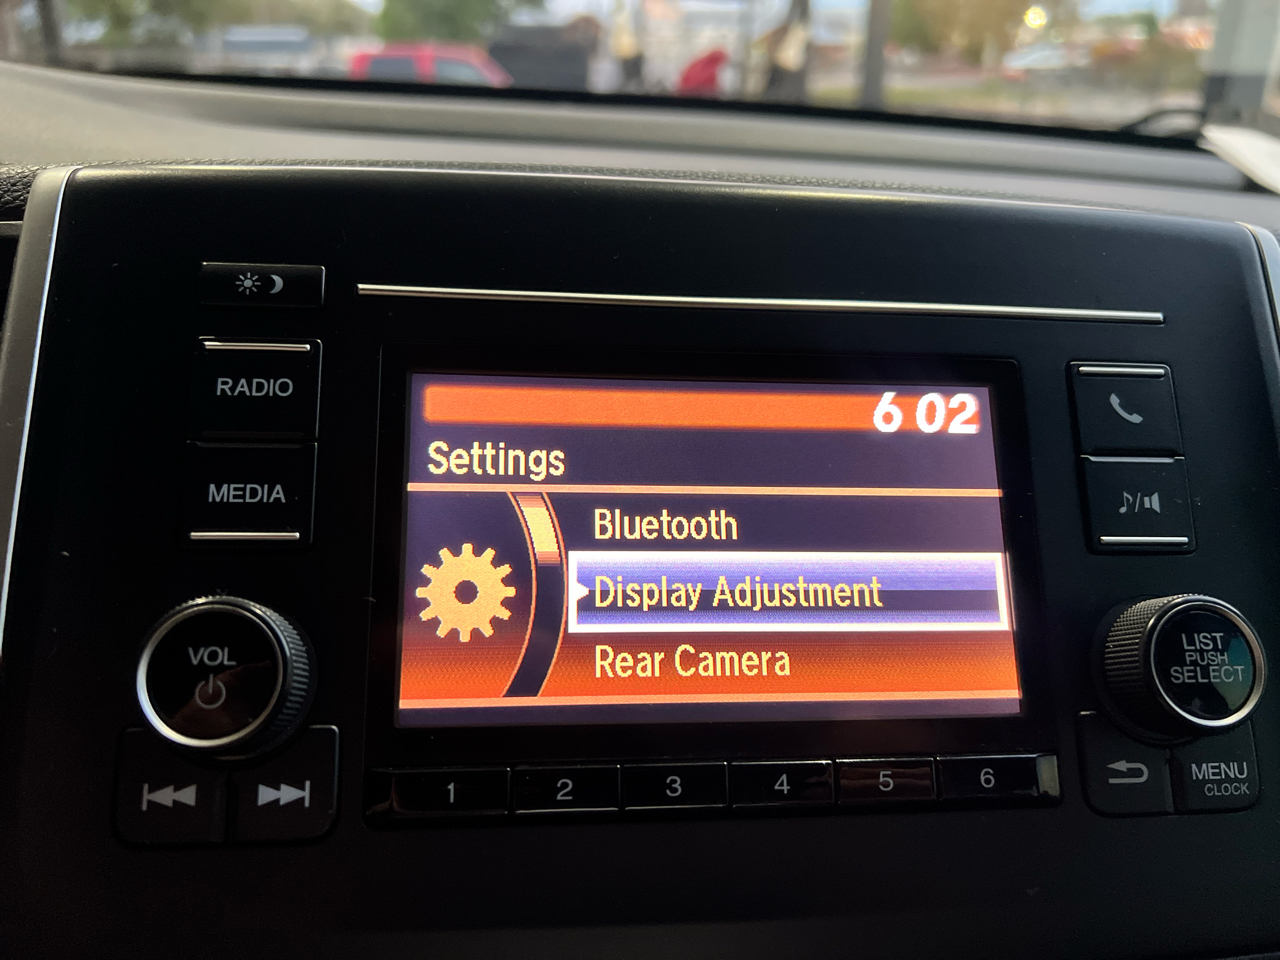 6 02
Settings
Bluetooth
Display Adjustment
Rear Camera
RADIO
MEDIA
VOL
LIST
PUSH
SELECT
1 2 3 4 5 6
MENU
CLOCK